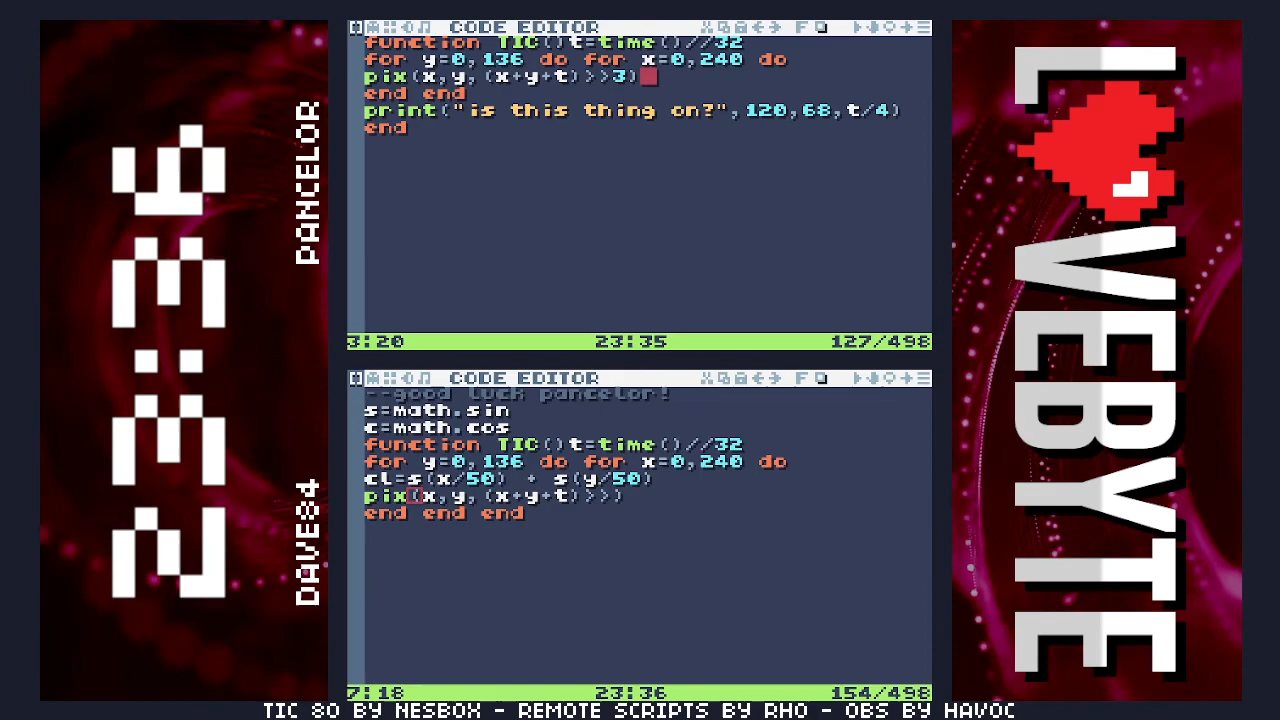 23:36
PANCELOR
DAVE84
CODE EDITOR
function TIC()t=time()//32
for y=0,136 do for x=0,240 do
pix(x,y,(x+y+t)>>3)
end end
print("is this thing on?",120,68,t/4)
end
3:20 23:35 127/498
CODE EDITOR
--good luck pancelor!
s=math.sin
c=math.cos
function TIC()t=time()//32
for y=0,136 do for x=0,240 do
cl=s(x/50) + s(y/50)
pix(x,y,(x+y+t)>>)
end end end
7:18 23:36 154/498
L VEBYTE
TIC 80 BY NESBOX - REMOTE SCRIPTS BY RHO - OBS BY HAVOC